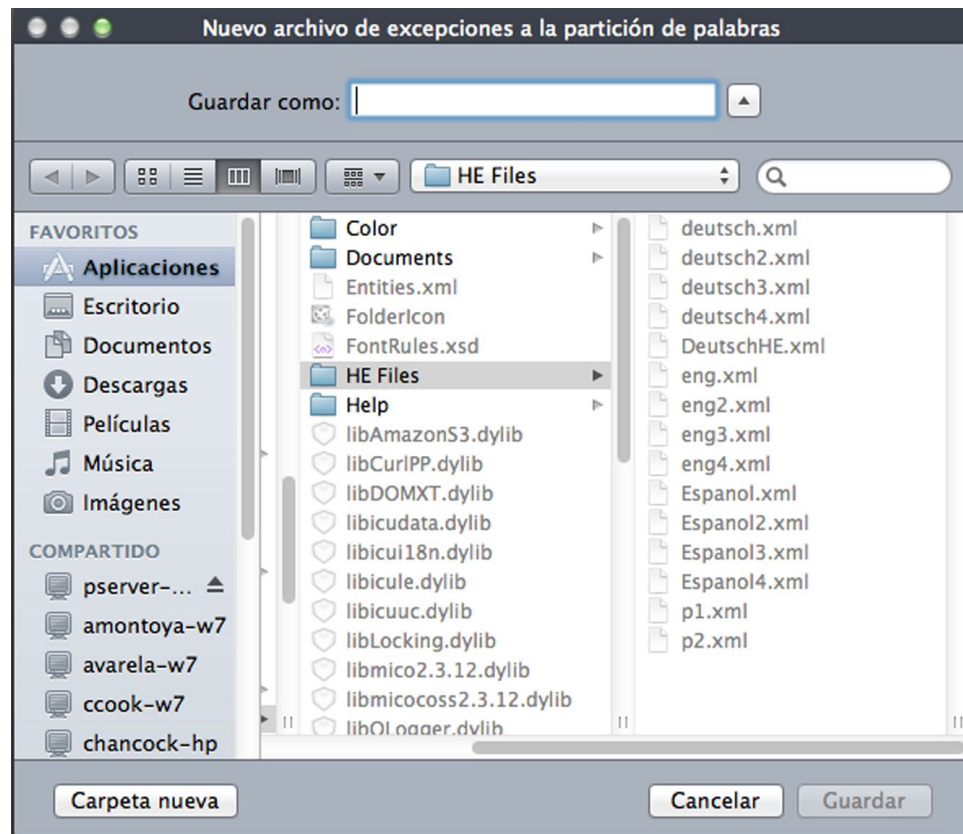 Nuevo archivo de excepciones a la partición de palabras
Guardar como:
HE Files
FAVORITOS
Aplicaciones
Escritorio
Documentos
Descargas
Películas
Música
Imágenes
COMPARTIDO
pserver-...
amontoya-w7
avarela-w7
ccook-w7
chancock-hp
Color
Documents
Entities.xml
FolderIcon
FontRules.xsd
HE Files
Help
libAmazonS3.dylib
libCurlPP.dylib
libDOMXT.dylib
libicudata.dylib
libicui18n.dylib
libicule.dylib
libicuuc.dylib
libLocking.dylib
libmico2.3.12.dylib
libmicocoss2.3.12.dylib
libQLogger.dylib
deutsch.xml
deutsch2.xml
deutsch3.xml
deutsch4.xml
DeutschHE.xml
eng.xml
eng2.xml
eng3.xml
eng4.xml
Espanol.xml
Espanol2.xml
Espanol3.xml
Espanol4.xml
p1.xml
p2.xml
Carpeta nueva
Cancelar
Guardar